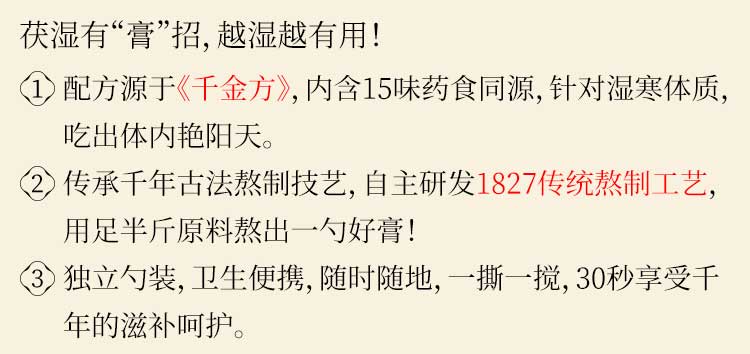 茯湿有“膏”招，越湿越有用！
① 配方源于《千金方》，内含15味药食同源，针对湿寒体质，
吃出体内艳阳天。
② 传承千年古法熬制技艺，自主研发1827传统熬制工艺，
用足半斤原料熬出一勺好膏！
③ 独立勺装，卫生便携，随时随地，一撕一搅，30秒享受千
年的滋补呵护。